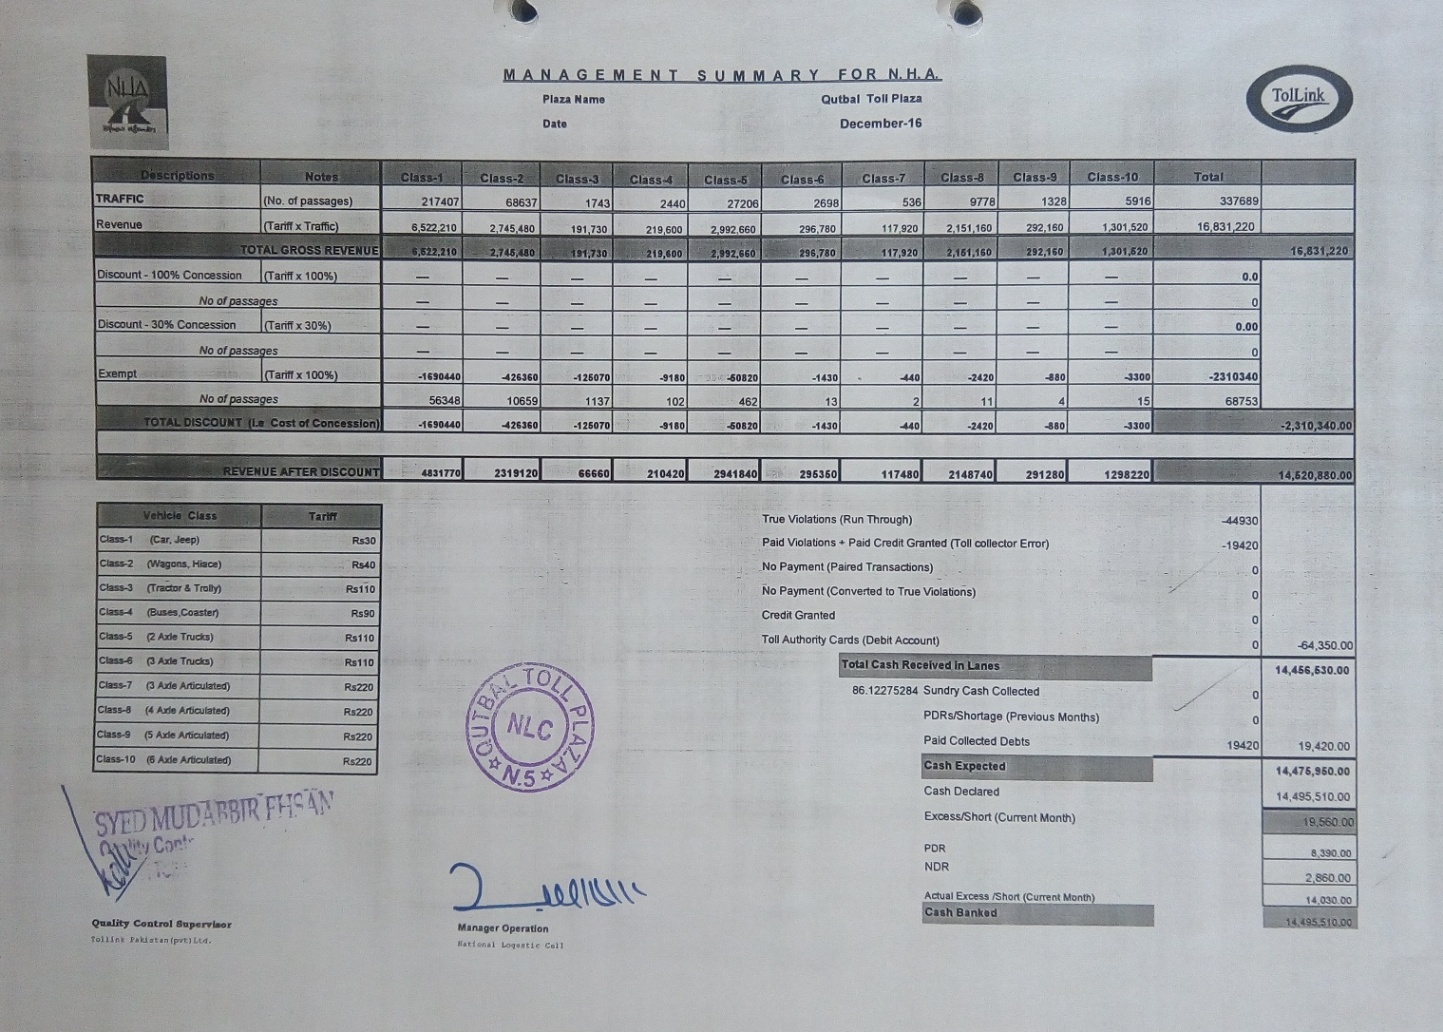 MANAGEMENT SUMMARY FOR N.H.A.
NHA
TolLink
Plaza Name Qutbal Toll Plaza
Date December-16
Descriptions Notes Class-1 Class-2 Class-3 Class-4 Class-5 Class-6 Class-7 Class-8 Class-9 Class-10 Total
TRAFFIC (No. of passages) 217407 68637 1743 2440 27206 2698 536 9778 1328 5916 337689
Revenue (Tariff x Traffic) 6,522,210 2,745,480 191,730 219,600 2,992,660 296,780 117,920 2,151,160 292,160 1,301,520 16,831,220
TOTAL GROSS REVENUE 6,522,210 2,745,480 191,730 219,600 2,992,660 296,780 117,920 2,151,160 292,160 1,301,520 16,831,220
Discount - 100% Concession (Tariff x 100%) — — — — — — — — — — 0.0
No of passages — — — — — — — — — — 0
Discount - 30% Concession (Tariff x 30%) — — — — — — — — — — 0.00
No of passages — — — — — — — — — — 0
Exempt (Tariff x 100%) -1690440 -426360 -125070 -9180 -50820 -1430 -440 -2420 -880 -3300 -2310340
No of passages 56348 10659 1137 102 462 13 2 11 4 15 68753
TOTAL DISCOUNT (i.e Cost of Concession) -1690440 -426360 -125070 -9180 -50820 -1430 -440 -2420 -880 -3300 -2,310,340.00
REVENUE AFTER DISCOUNT 4831770 2319120 66660 210420 2941840 295350 117480 2148740 291280 1298220 14,520,880.00
Vehicle Class Tariff
Class-1 (Car, Jeep) Rs30
Class-2 (Wagons, Hiace) Rs40
Class-3 (Tractor & Trolly) Rs110
Class-4 (Buses,Coaster) Rs90
Class-5 (2 Axle Trucks) Rs110
Class-6 (3 Axle Trucks) Rs110
Class-7 (3 Axle Articulated) Rs220
Class-8 (4 Axle Articulated) Rs220
Class-9 (5 Axle Articulated) Rs220
Class-10 (6 Axle Articulated) Rs220
True Violations (Run Through) -44930
Paid Violations + Paid Credit Granted (Toll collector Error) -19420
No Payment (Paired Transactions) 0
No Payment (Converted to True Violations) 0
Credit Granted 0
Toll Authority Cards (Debit Account) 0 -64,350.00
Total Cash Received in Lanes 14,456,530.00
86.12275284 Sundry Cash Collected 0
PDRs/Shortage (Previous Months) 0
Paid Collected Debts 19420 19,420.00
Cash Expected 14,475,950.00
Cash Declared 14,495,510.00
Excess/Short (Current Month) 19,560.00
PDR 8,390.00
NDR 2,860.00
Actual Excess /Short (Current Month) 14,030.00
Cash Banked 14,495,510.00
QUTBAL TOLL PLAZA
NLC
N.5
SYED MUDABBIR EHSAN
Quality Contr
Quality Control Supervisor
Tollink Pakistan(pvt)Ltd.
Manager Operation
National Logastic Cell